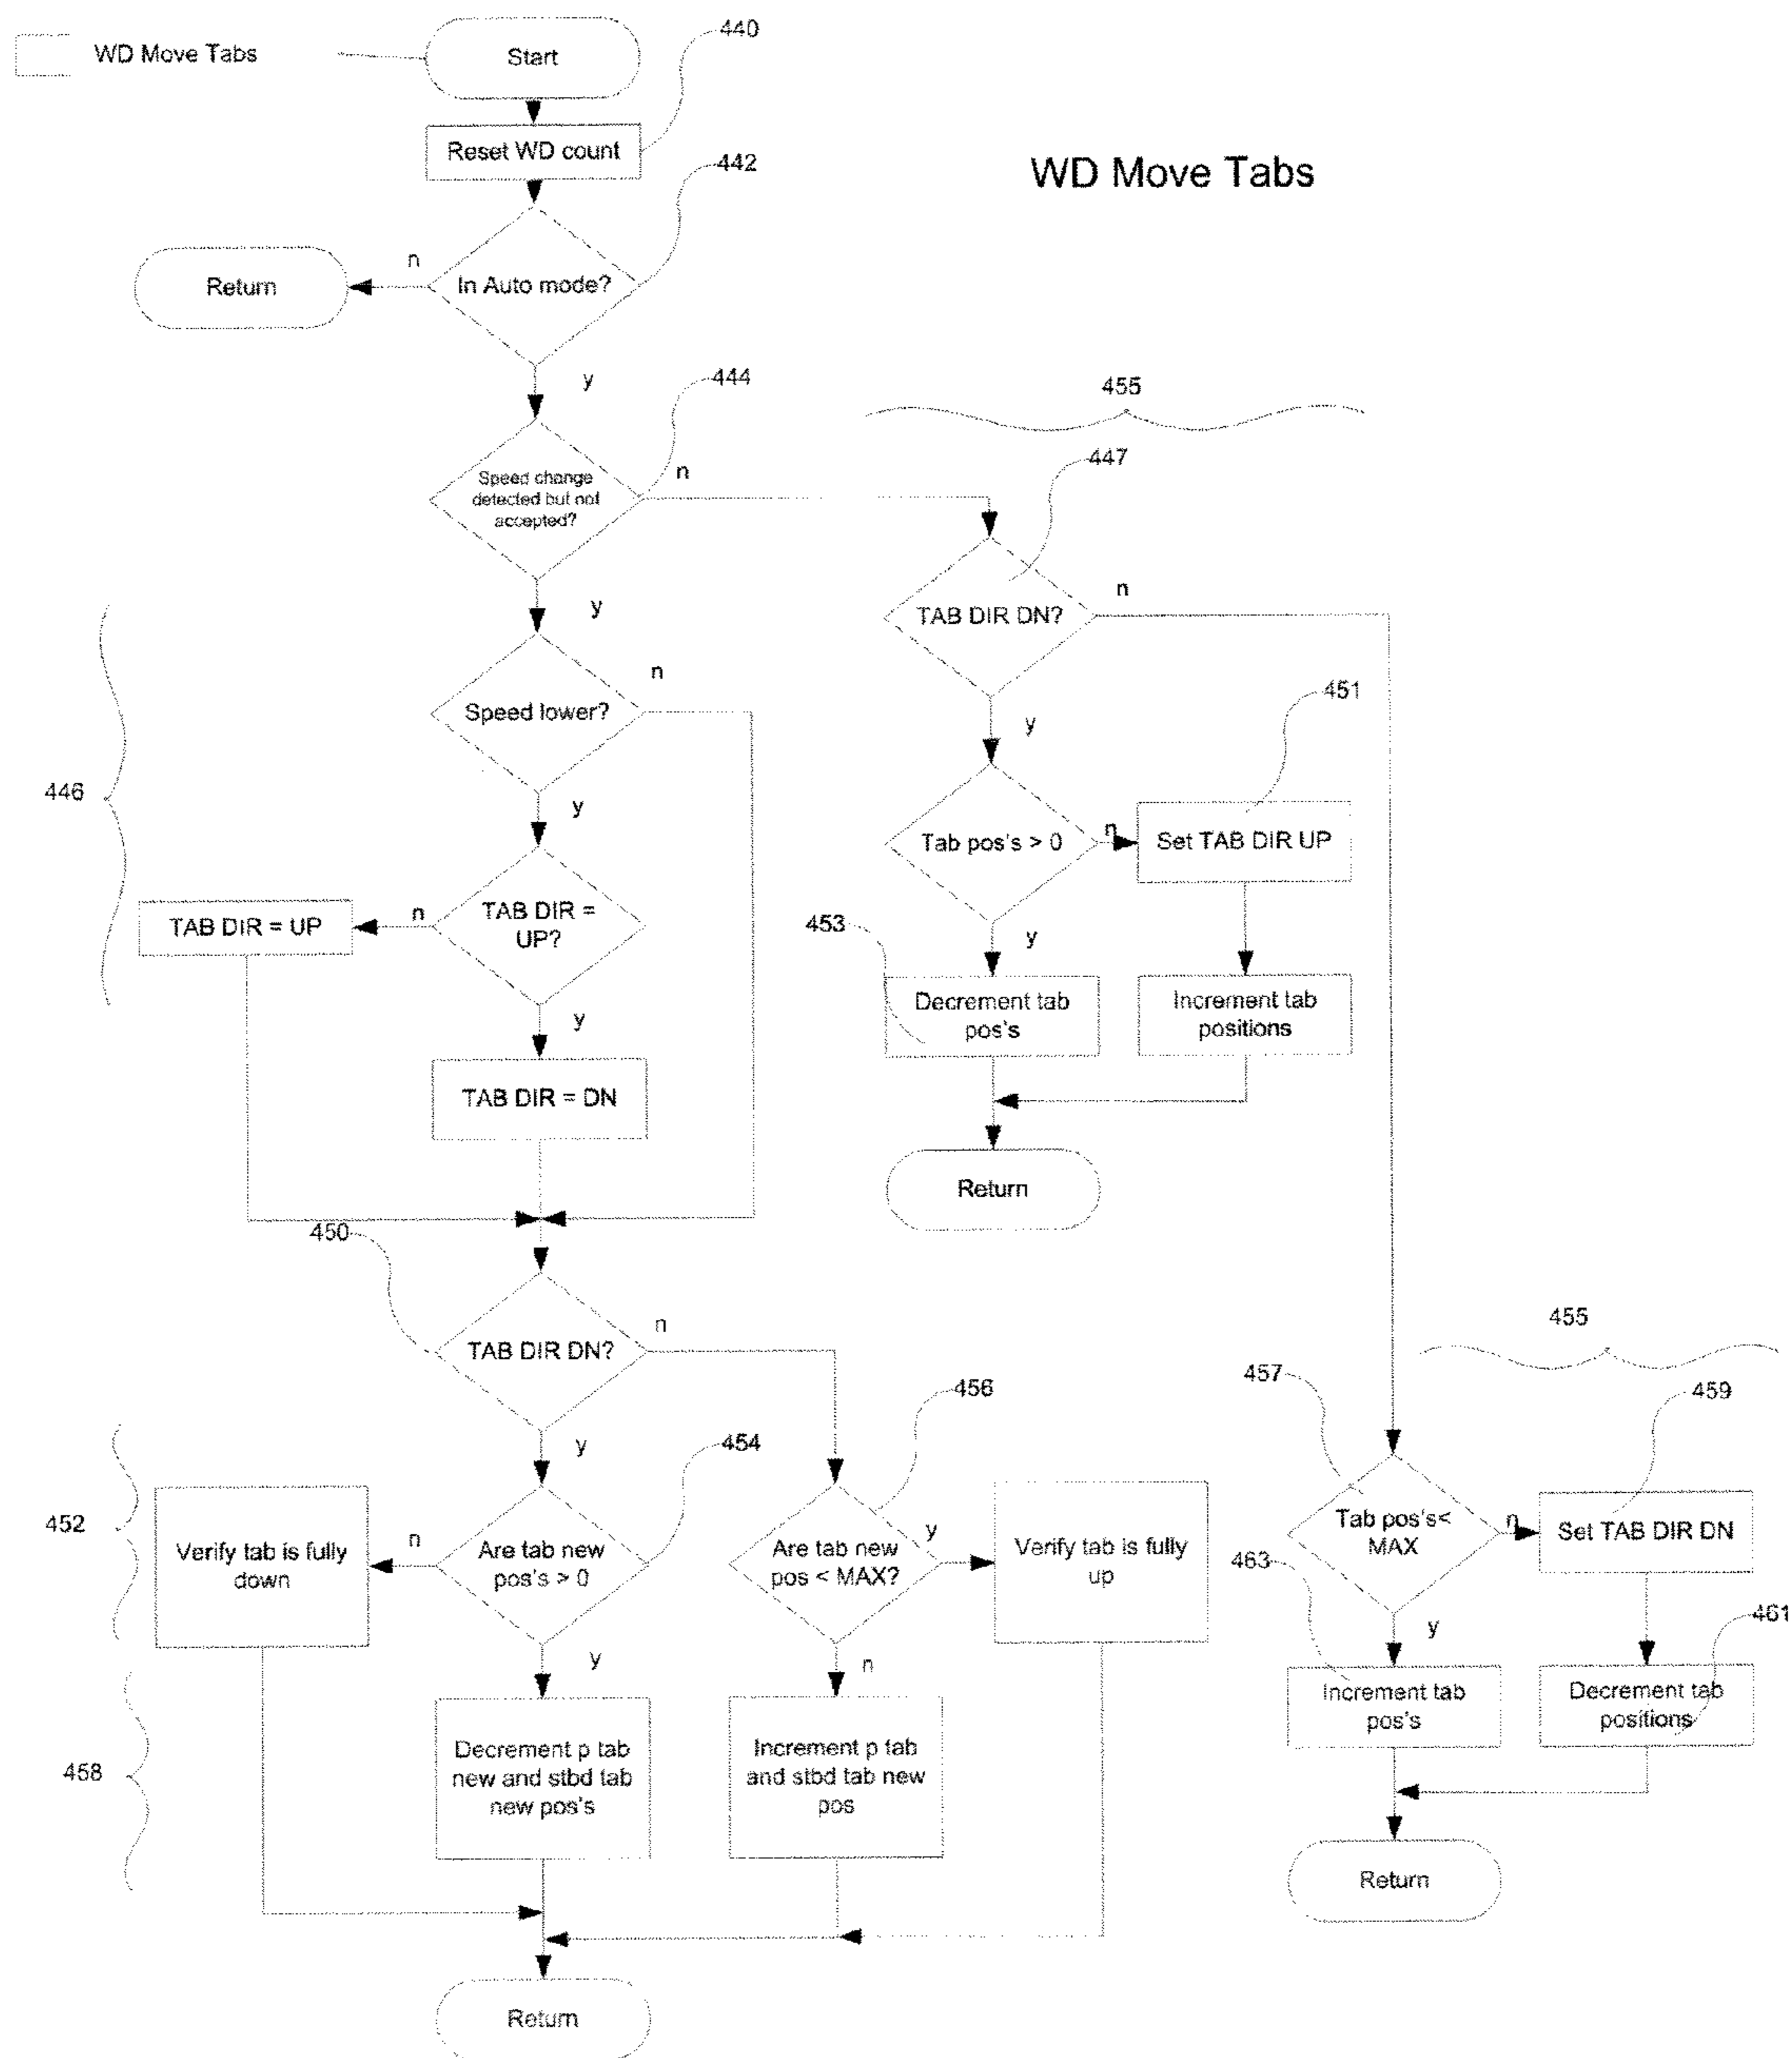 WD Move Tabs
Start
440
Reset WD count
442
WD Move Tabs
n
Return
In Auto mode?
y
444
455
Speed change
detected but not
accepted?
n
447
y
TAB DIR DN?
n
446
Speed lower?
n
y
451
y
Tab pos's > 0
n
Set TAB DIR UP
TAB DIR = UP
n
TAB DIR =
UP?
453
y
y
Decrement tab
pos's
Increment tab
positions
TAB DIR = DN
Return
450
TAB DIR DN?
n
455
456
457
459
y
454
452
Verify tab is fully
down
n
Are tab new
pos's > 0
Are tab new
pos < MAX?
y
Verify tab is fully
up
Tab pos's<
MAX
n
Set TAB DIR DN
463
461
y
n
y
458
Decrement p tab
new and stbd tab
new pos's
Increment p tab
and stbd tab new
pos
Increment tab
pos's
Decrement tab
positions
Return
Return